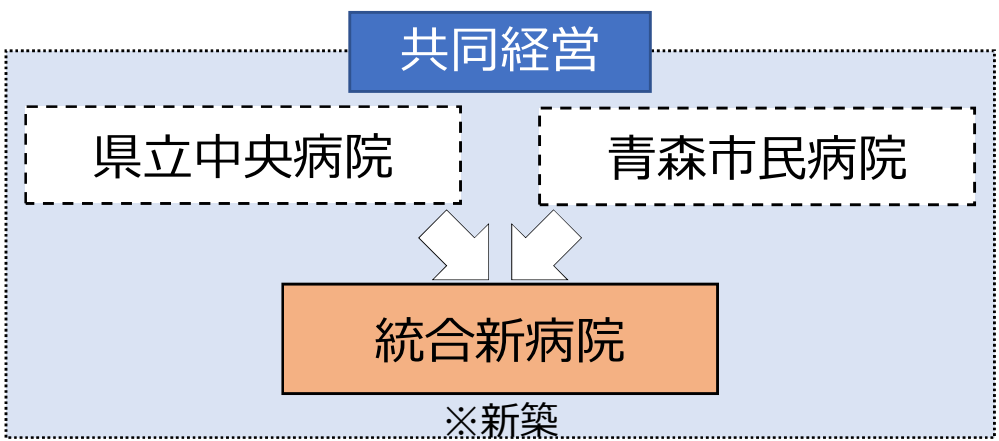 共同経営
県立中央病院
青森市民病院
統合新病院
※新築